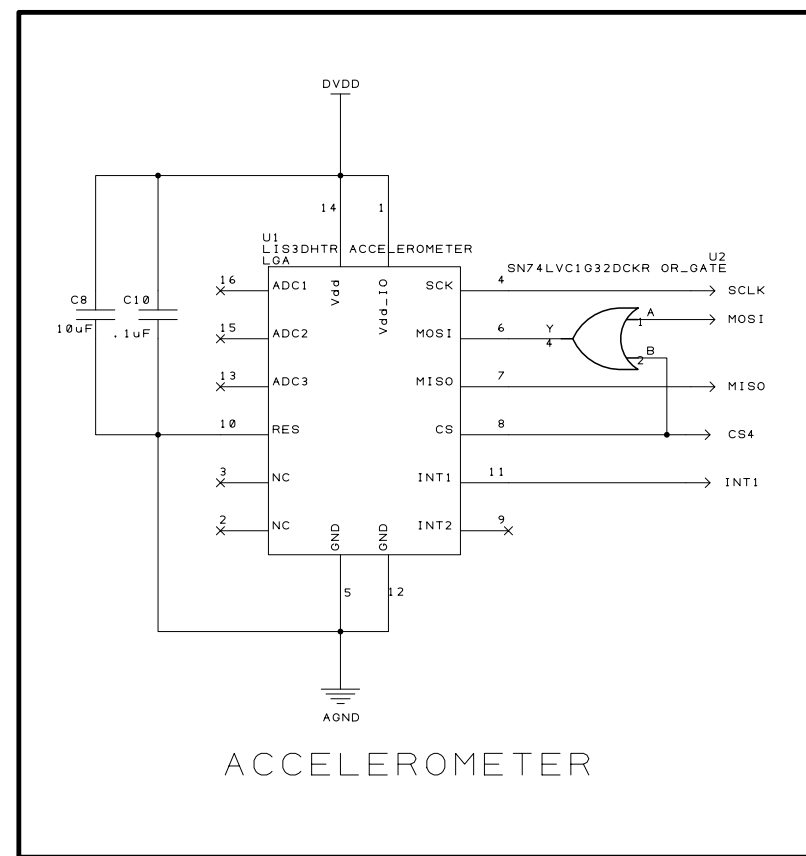 DVDD
14 1
U1
LIS3DHTR ACCELEROMETER
LGA
U2
SN74LVC1G32DCKR OR_GATE
16 ADC1 Vdd Vdd_IO SCK 4 SCLK
C8 C10
10uF .1uF
A 1 MOSI
15 ADC2 MOSI 6 Y 4
B 2
13 ADC3 MISO 7 MISO
10 RES CS 8 CS4
3 NC INT1 11 INT1
2 NC GND GND INT2 9
5 12
AGND
ACCELEROMETER